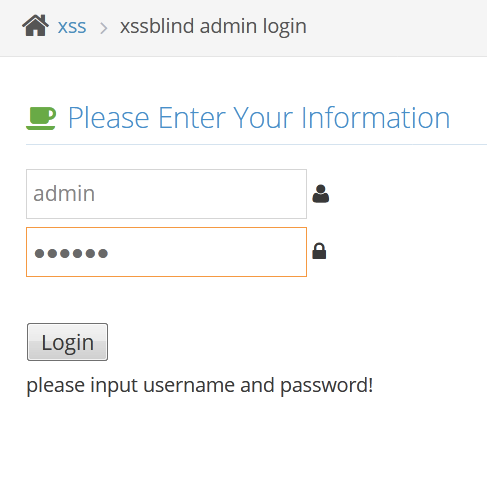 xss > xssblind admin login
Please Enter Your Information
admin
••••••
Login
please input username and password!